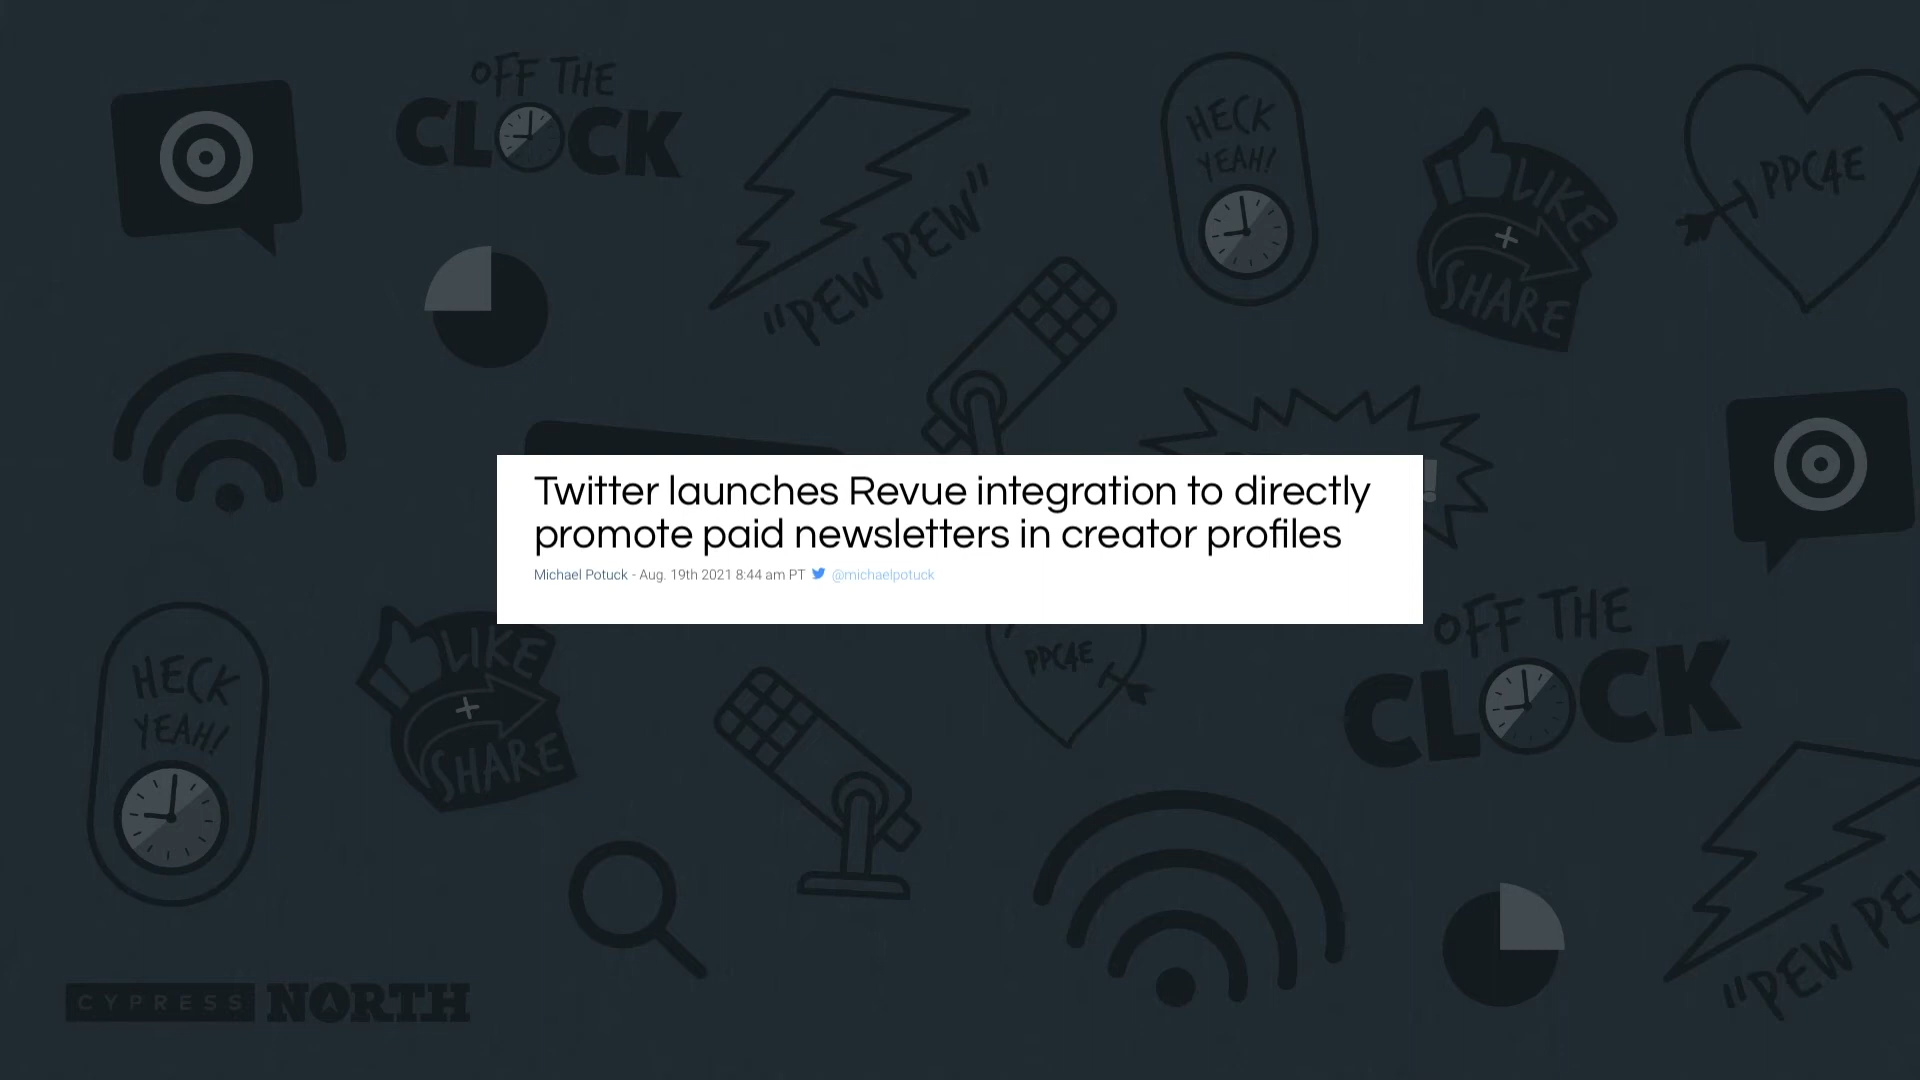 OFF THE
CLOCK
HECK
YEAH!
LIKE
+
SHARE
PPC4E
"PEW PEW"
!
Twitter launches Revue integration to directly
promote paid newsletters in creator profiles
Michael Potuck - Aug. 19th 2021 8:44 am PT @michaelpotuck
HECK
YEAH!
LIKE
+
SHARE
PPC4E
OFF THE
CLOCK
"PEW PE
CYPRESS NORTH